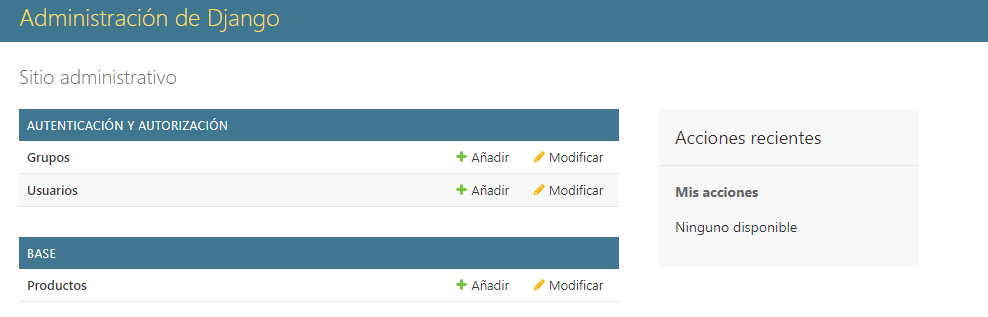 Administración de Django
Sitio administrativo
AUTENTICACIÓN Y AUTORIZACIÓN
Grupos Añadir Modificar
Usuarios Añadir Modificar
BASE
Productos Añadir Modificar
Acciones recientes
Mis acciones
Ninguno disponible